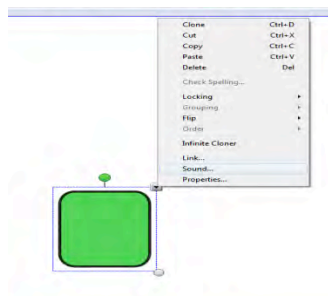 Clone Ctrl+D
Cut Ctrl+X
Copy Ctrl+C
Paste Ctrl+V
Delete Del
Check Spelling...
Locking
Grouping
Flip
Order
Infinite Cloner
Link...
Sound...
Properties...